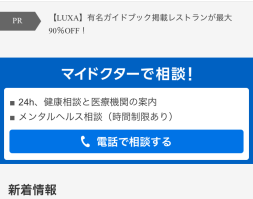 PR
【LUXA】有名ガイドブック掲載レストランが最大
90%OFF！
マイドクターで相談！
■ 24h、健康相談と医療機関の案内
■ メンタルヘルス相談（時間制限あり）
電話で相談する
新着情報